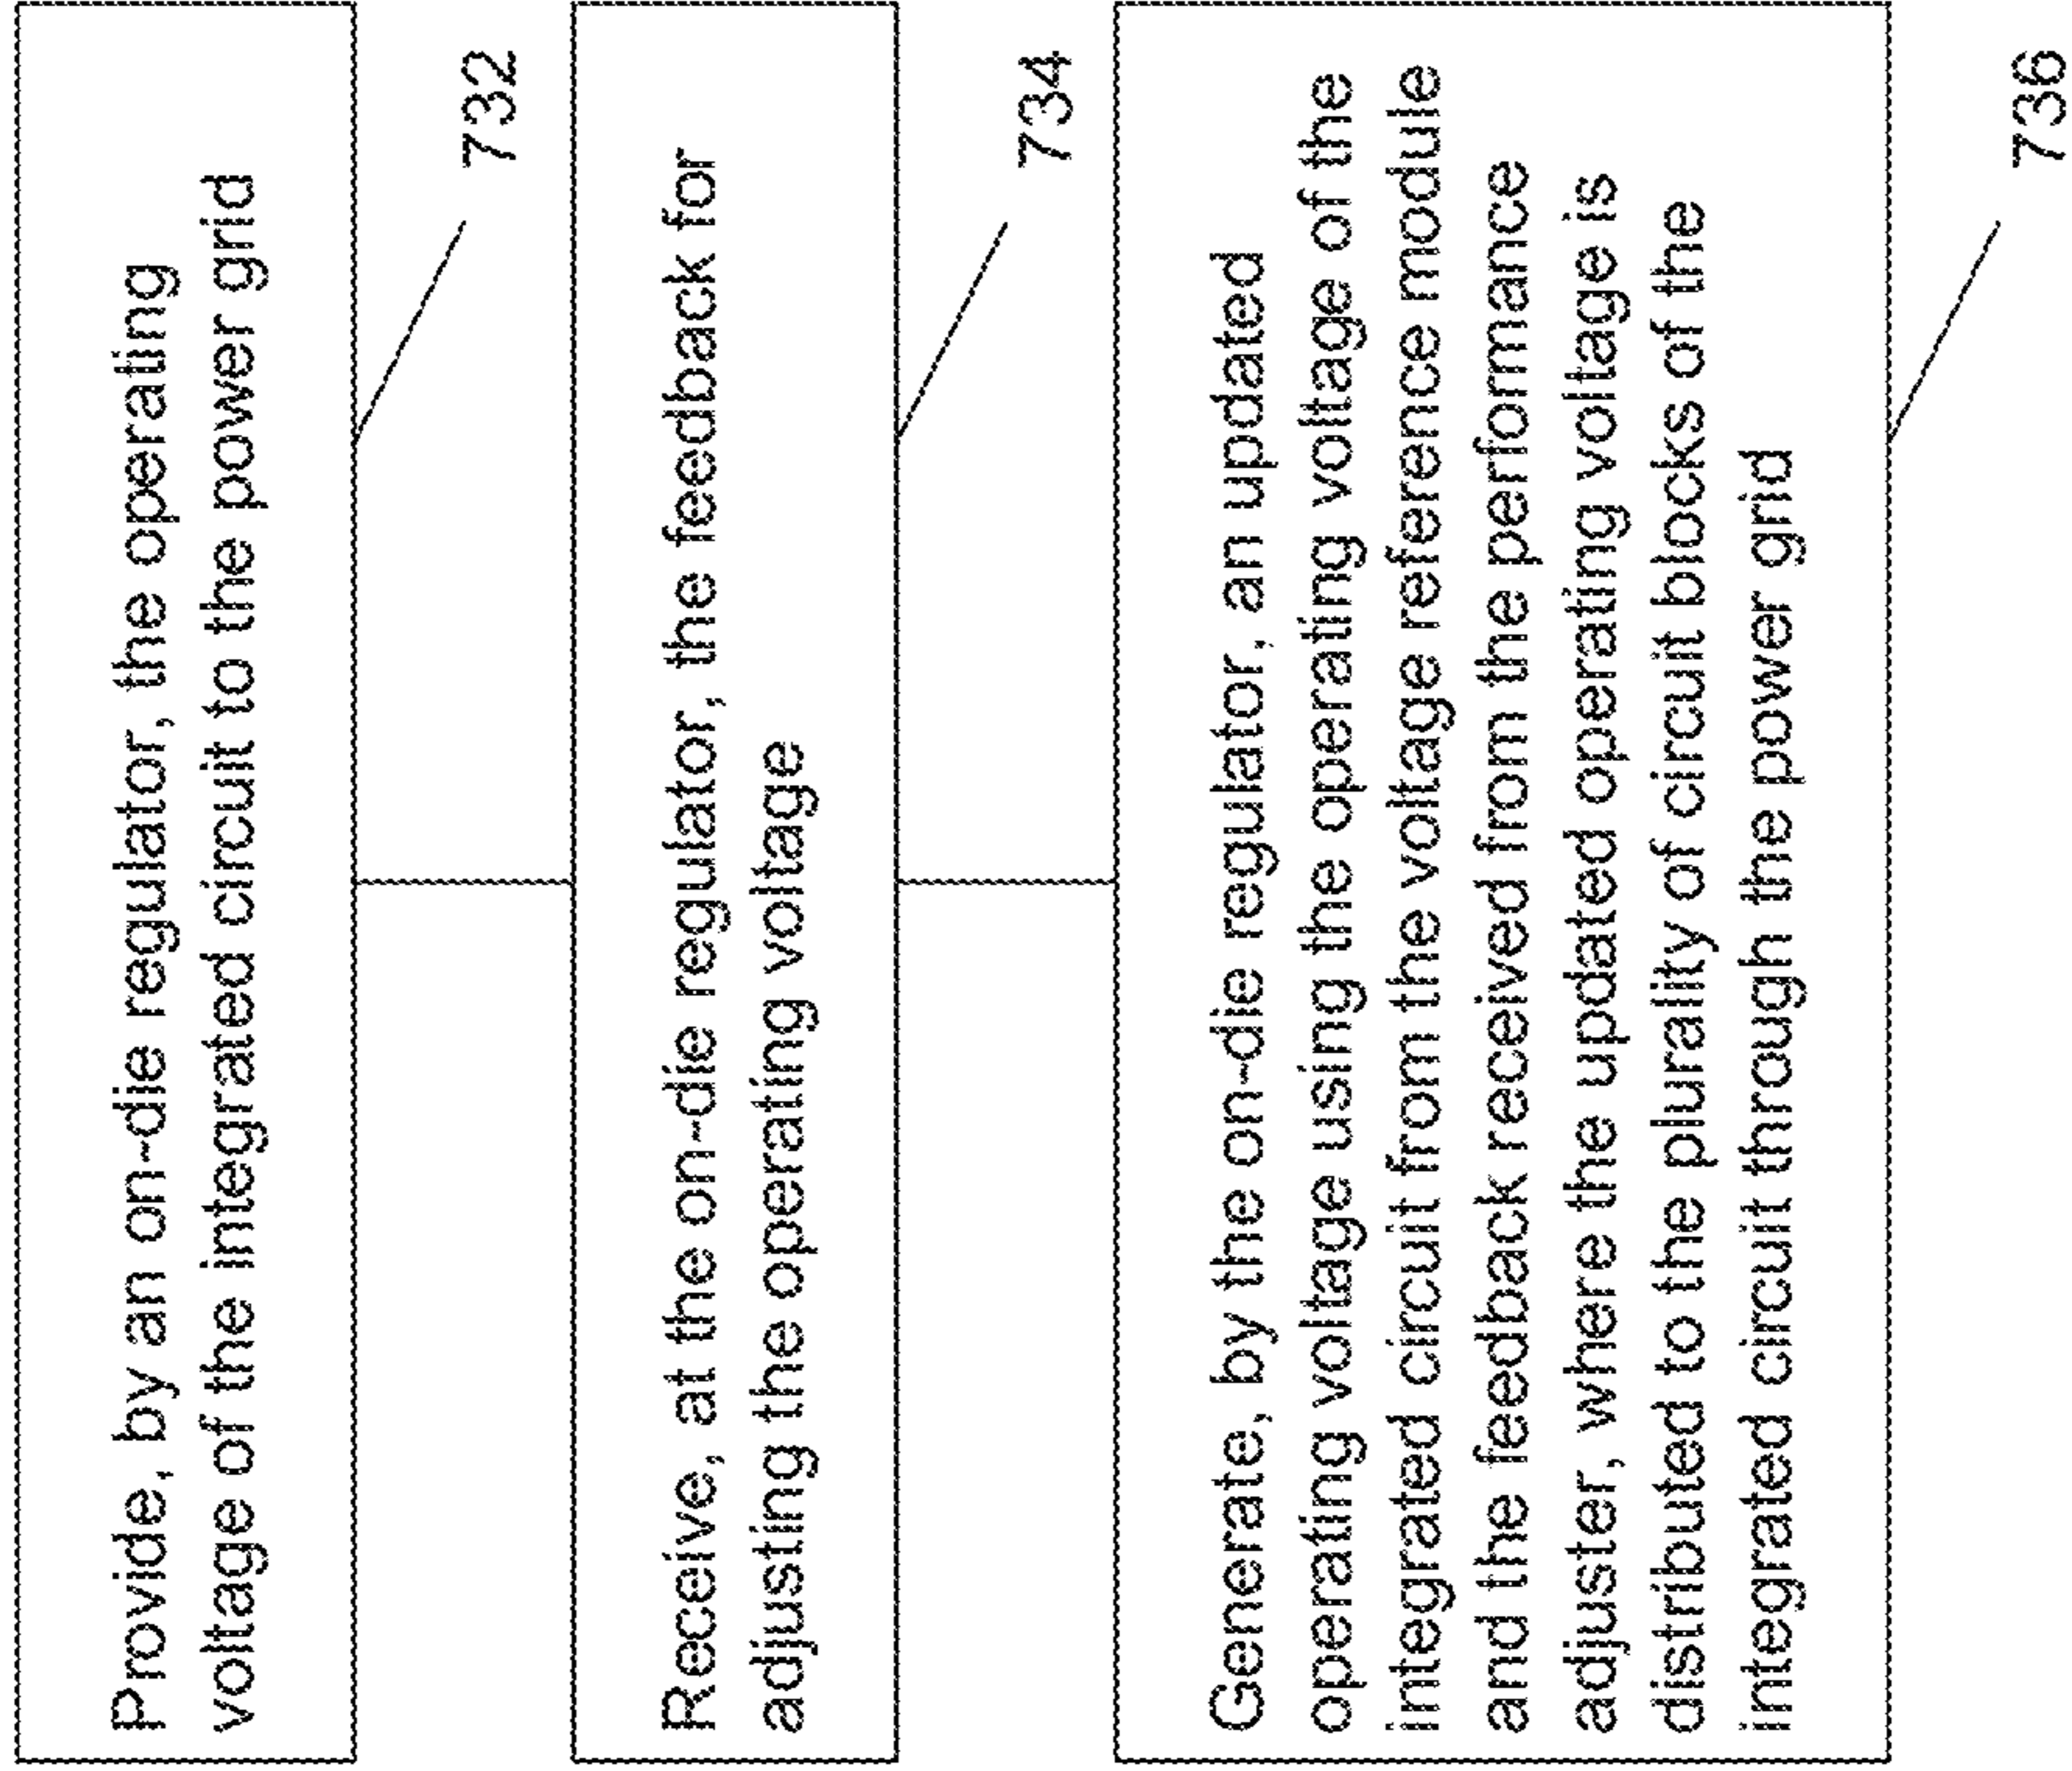 Provide, by an on-die regulator, the operating
voltage of the integrated circuit to the power grid
732
Receive, at the on-die regulator, the feedback for
adjusting the operating voltage
734
Generate, by the on-die regulator, an updated
operating voltage using the operating voltage of the
integrated circuit from the voltage reference module
and the feedback received from the performance
adjuster, where the updated operating voltage is
distributed to the plurality of circuit blocks of the
integrated circuit through the power grid
736